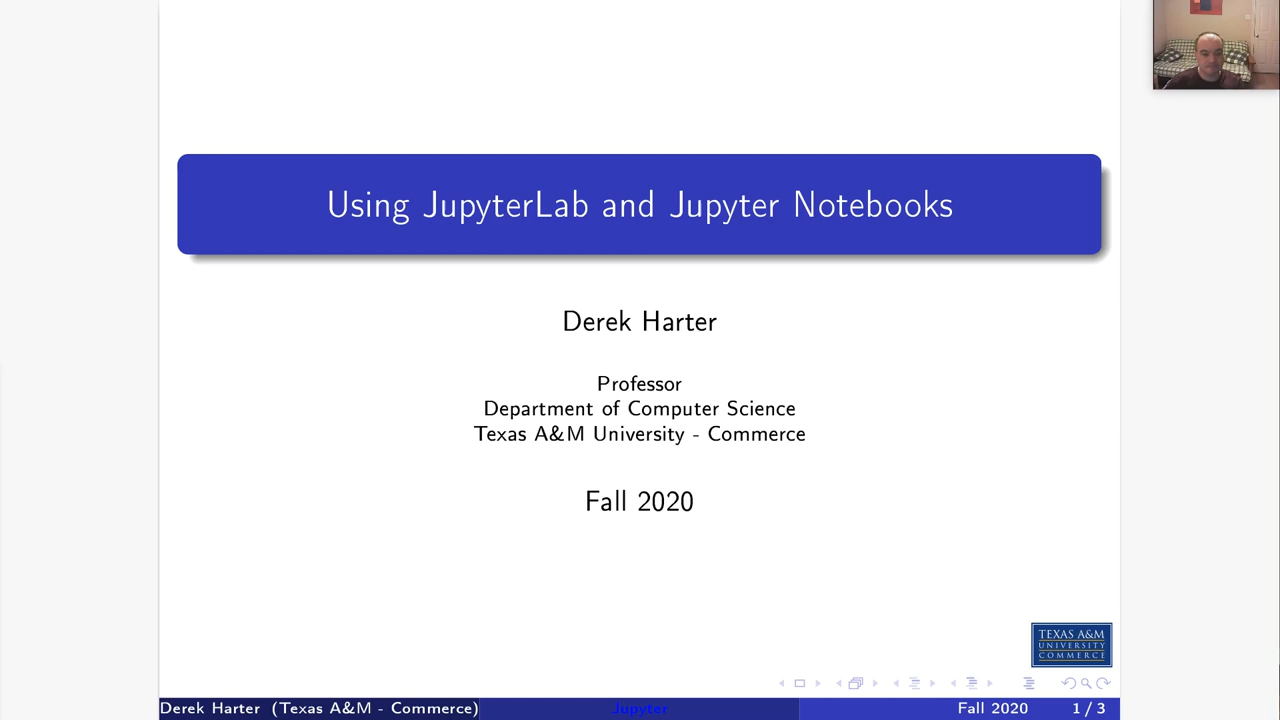 Using JupyterLab and Jupyter Notebooks
Derek Harter
Professor
Department of Computer Science
Texas A&M University - Commerce
Fall 2020
TEXAS A&M
UNIVERSITY
COMMERCE
Derek Harter (Texas A&M - Commerce) Jupyter Fall 2020 1 / 3